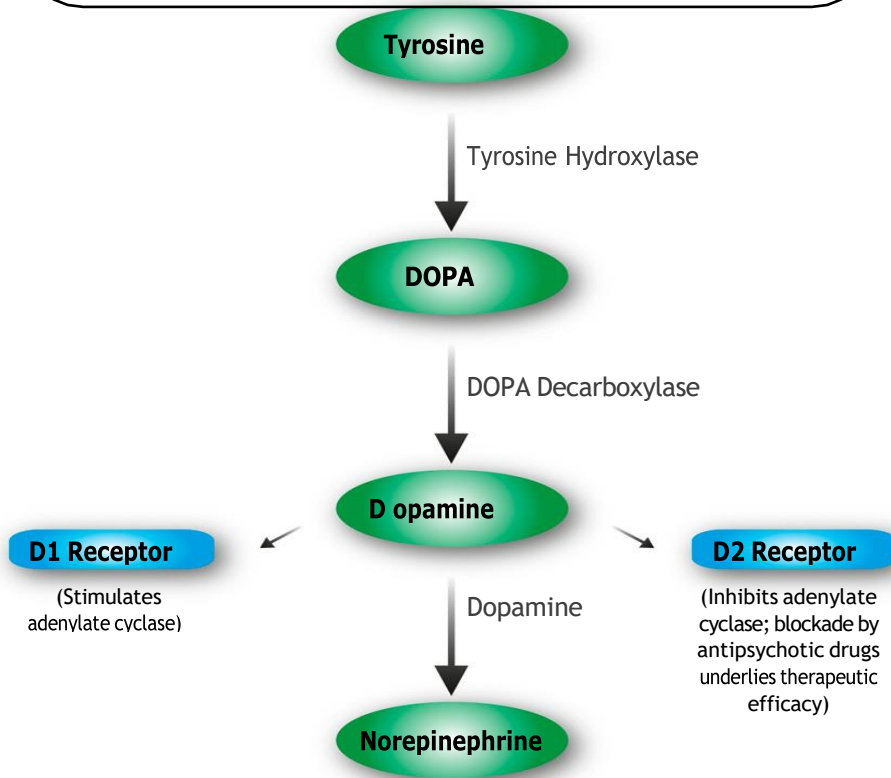 Tyrosine
Tyrosine Hydroxylase
DOPA
DOPA Decarboxylase
D opamine
D1 Receptor
(Stimulates
adenylate cyclase)
D2 Receptor
(Inhibits adenylate
cyclase; blockade by
antipsychotic drugs
underlies therapeutic
efficacy)
Dopamine
Norepinephrine